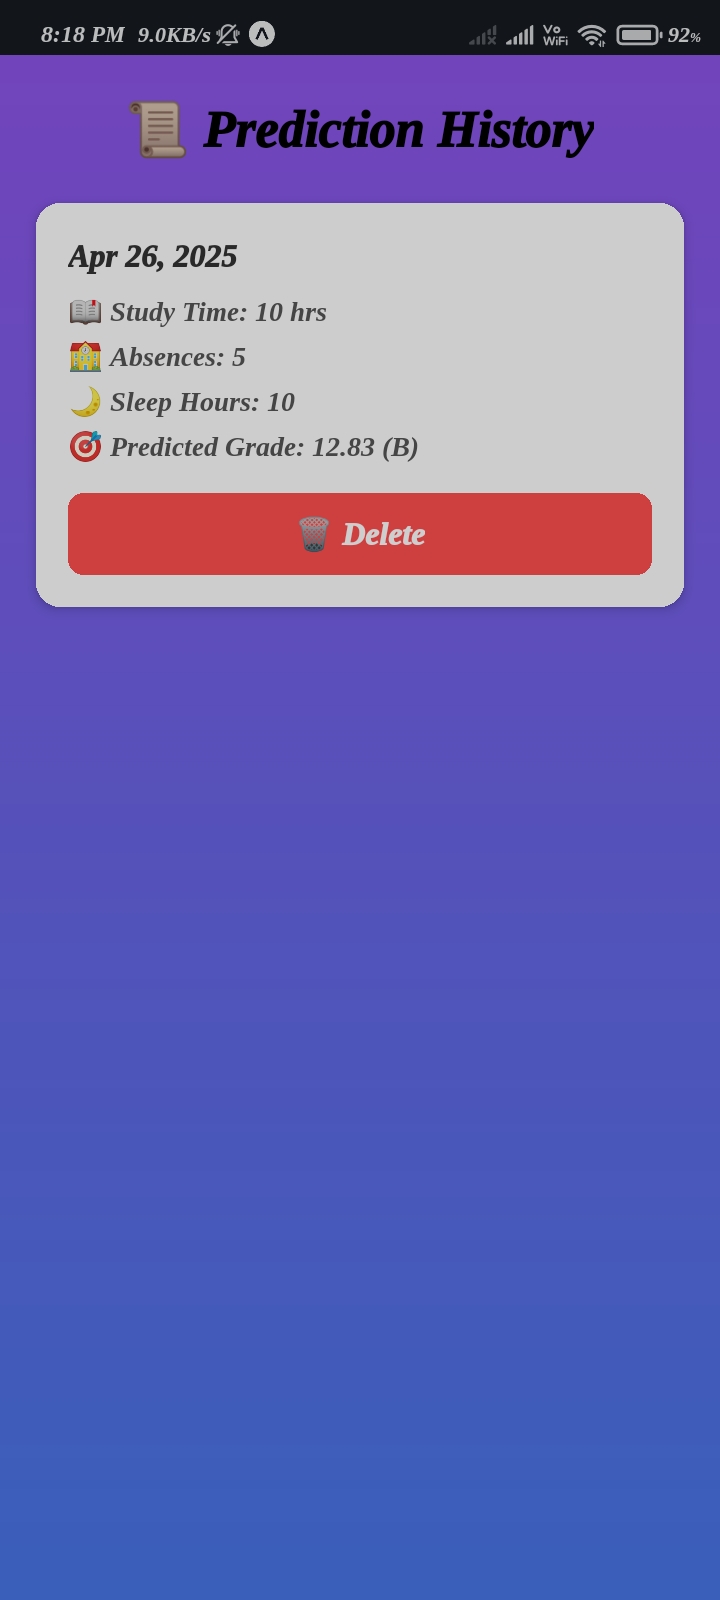 8:18 PM 9.0KB/s Vo WiFi 92%
Prediction History
Apr 26, 2025
Study Time: 10 hrs
Absences: 5
Sleep Hours: 10
Predicted Grade: 12.83 (B)
Delete